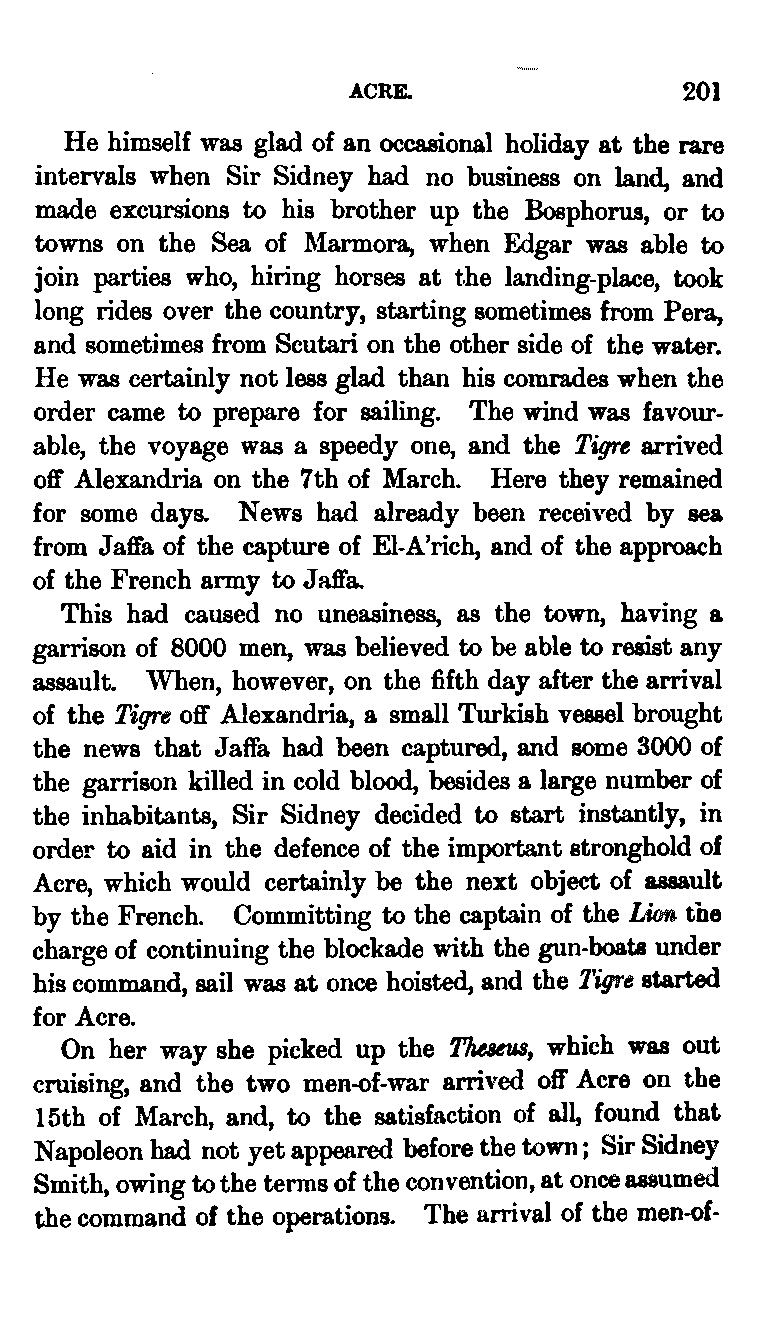 ACRE. 201
He himself was glad of an occasional holiday at the rare
intervals when Sir Sidney had no business on land, and
made excursions to his brother up the Bosphorus, or to
towns on the Sea of Marmora, when Edgar was able to
join parties who, hiring horses at the landing-place, took
long rides over the country, starting sometimes from Pera,
and sometimes from Scutari on the other side of the water.
He was certainly not less glad than his comrades when the
order came to prepare for sailing. The wind was favour-
able, the voyage was a speedy one, and the Tigre arrived
off Alexandria on the 7th of March. Here they remained
for some days. News had already been received by sea
from Jaffa of the capture of El-A'rich, and of the approach
of the French army to Jaffa.
This had caused no uneasiness, as the town, having a
garrison of 8000 men, was believed to be able to resist any
assault. When, however, on the fifth day after the arrival
of the Tigre off Alexandria, a small Turkish vessel brought
the news that Jaffa had been captured, and some 3000 of
the garrison killed in cold blood, besides a large number of
the inhabitants, Sir Sidney decided to start instantly, in
order to aid in the defence of the important stronghold of
Acre, which would certainly be the next object of assault
by the French. Committing to the captain of the Lion the
charge of continuing the blockade with the gun-boats under
his command, sail was at once hoisted, and the Tigre started
for Acre.
On her way she picked up the Theseus, which was out
cruising, and the two men-of-war arrived off Acre on the
15th of March, and, to the satisfaction of all, found that
Napoleon had not yet appeared before the town; Sir Sidney
Smith, owing to the terms of the convention, at once assumed
the command of the operations. The arrival of the men-of-